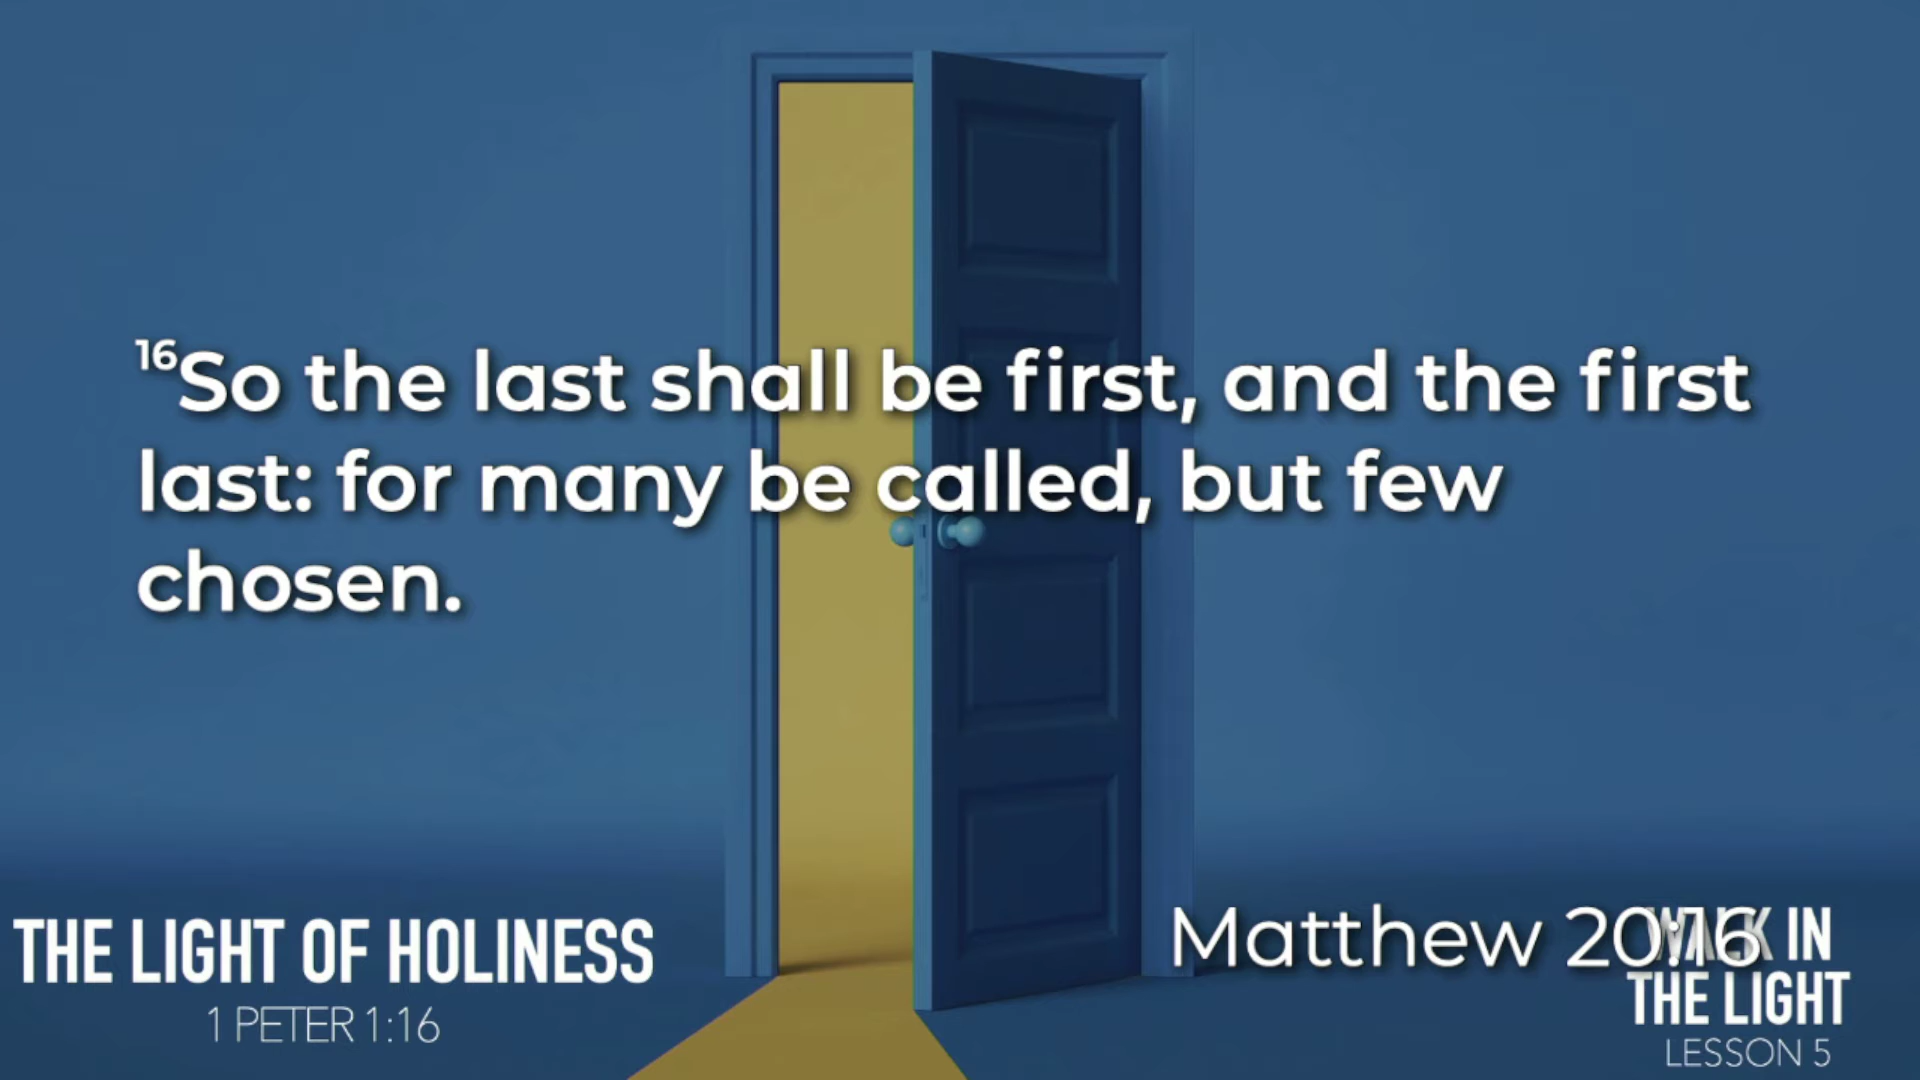 16So the last shall be first, and the first
last: for many be called, but few
chosen.
Matthew 20:16
THE LIGHT OF HOLINESS
1 PETER 1:16
WALK IN
THE LIGHT
LESSON 5